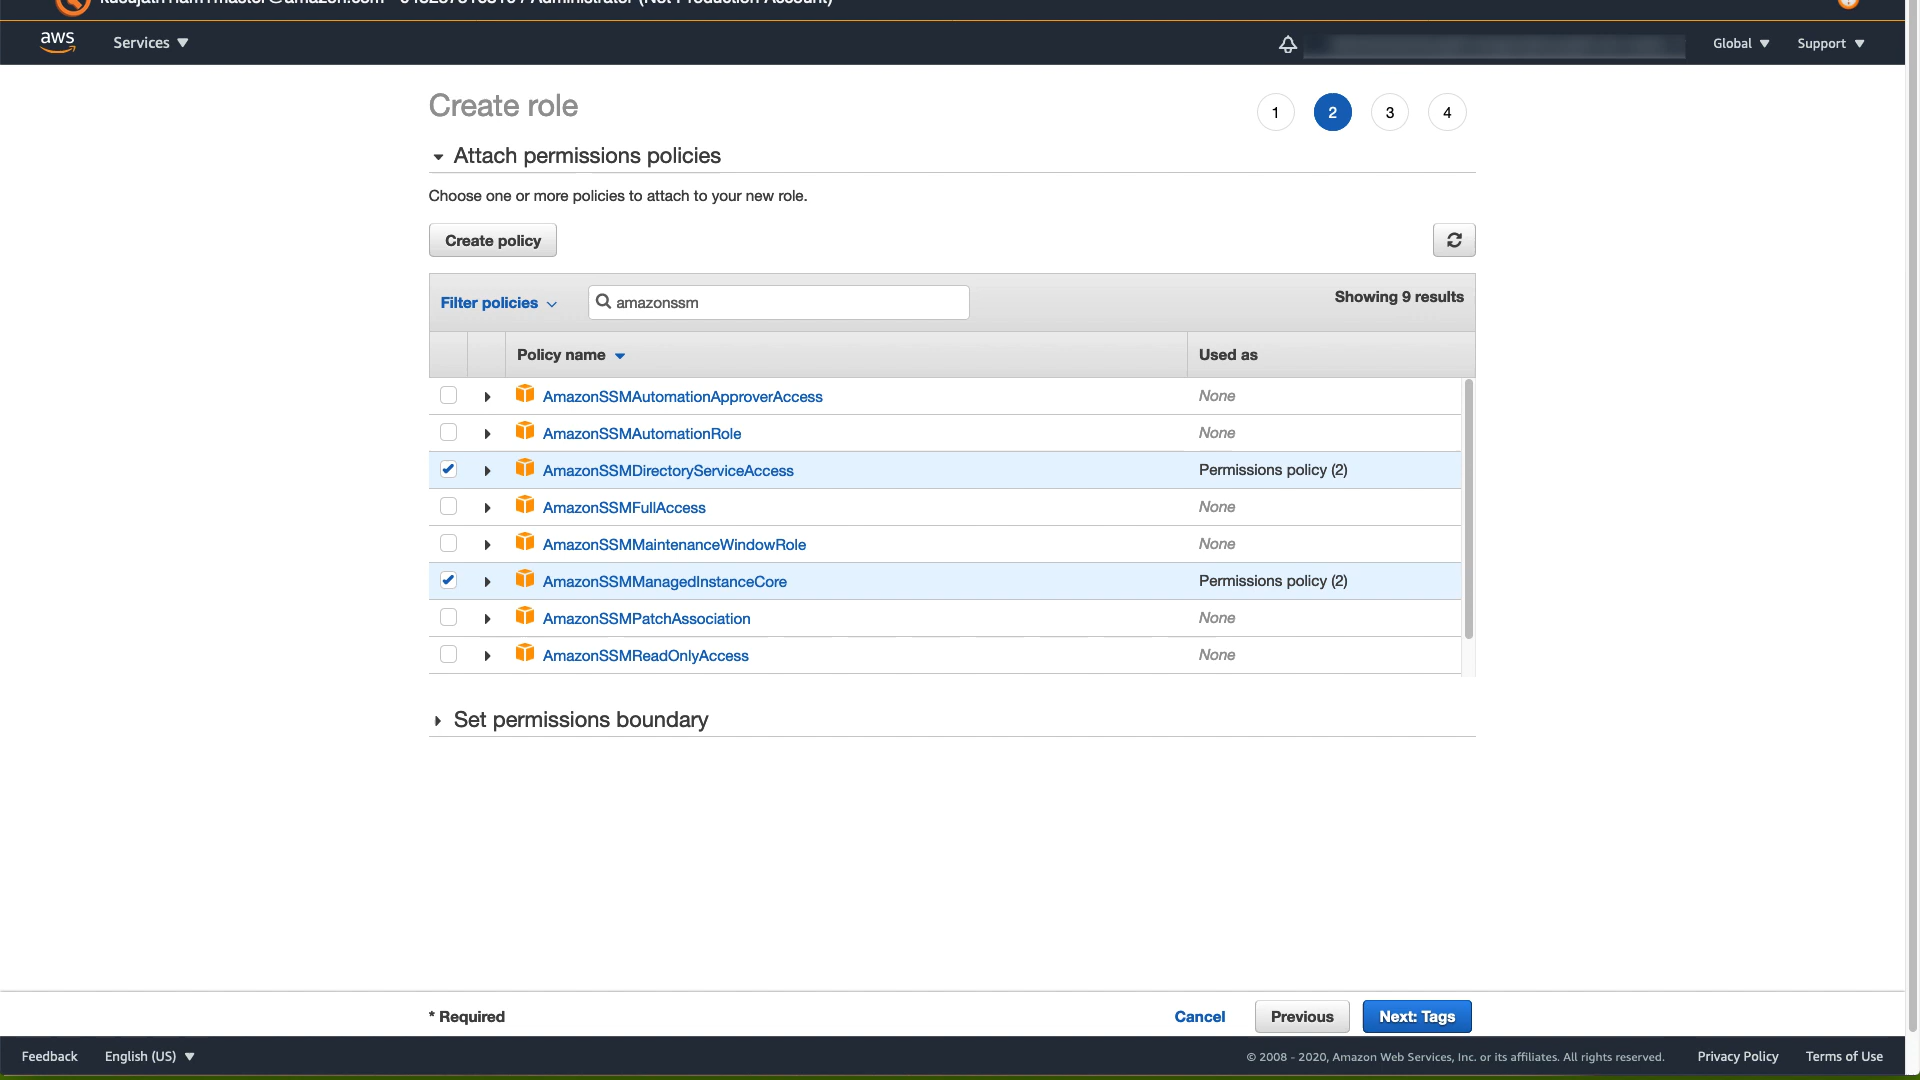 aws
Services
Global
Support
Create role
1
2
3
4
Attach permissions policies
Choose one or more policies to attach to your new role.
Create policy
Filter policies
amazonssm
Showing 9 results
Policy name
Used as
AmazonSSMAutomationApproverAccess
None
AmazonSSMAutomationRole
None
AmazonSSMDirectoryServiceAccess
Permissions policy (2)
AmazonSSMFullAccess
None
AmazonSSMMaintenanceWindowRole
None
AmazonSSMManagedInstanceCore
Permissions policy (2)
AmazonSSMPatchAssociation
None
AmazonSSMReadOnlyAccess
None
Set permissions boundary
* Required
Cancel
Previous
Next: Tags
Feedback
English (US)
© 2008 - 2020, Amazon Web Services, Inc. or its affiliates. All rights reserved.
Privacy Policy
Terms of Use